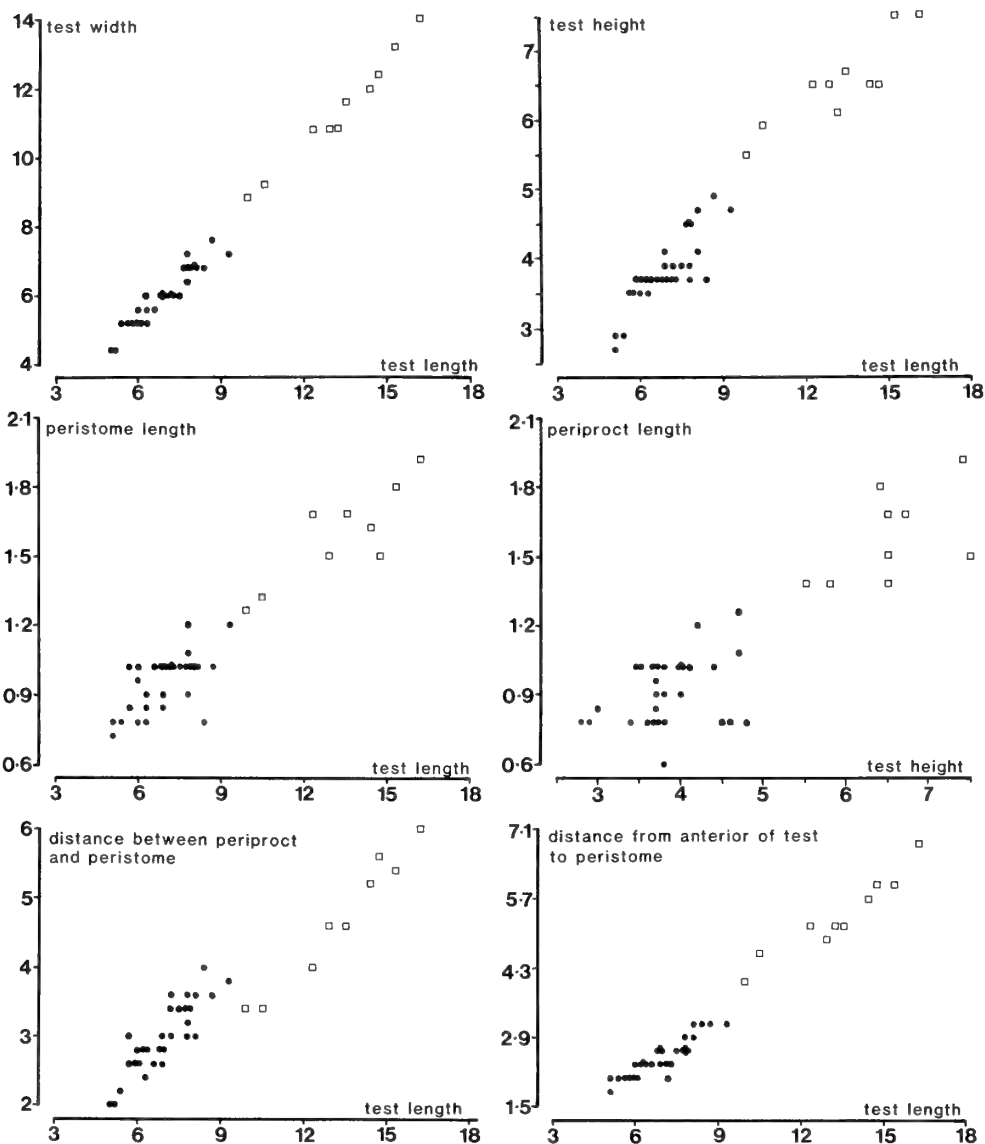 test width
14
12
10
8
6
4
test length
3 6 9 12 15 18
test height
7
6
5
4
3
test length
3 6 9 12 15 18
peristome length
2·1
1·8
1·5
1·2
0·9
0·6
test length
3 6 9 12 15 18
periproct length
2·1
1·8
1·5
1·2
0·9
0·6
test height
3 4 5 6 7
distance between periproct
and peristome
6
5
4
3
2
test length
3 6 9 12 15 18
distance from anterior of test
to peristome
7·1
5·7
4·3
2·9
1·5
test length
3 6 9 12 15 18